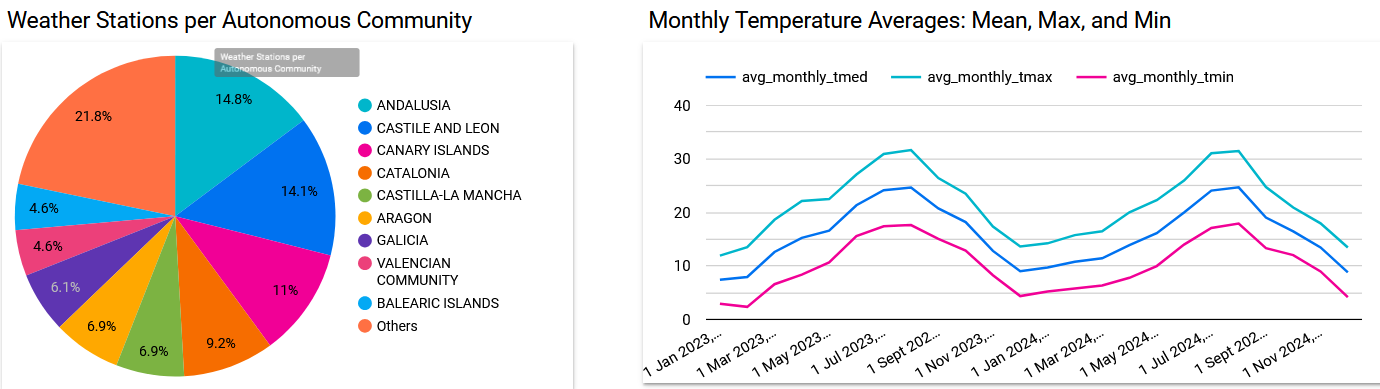 Weather Stations per Autonomous Community
Weather Stations per
Autonomous Community
14.8%
14.1%
11%
9.2%
6.9%
6.9%
6.1%
4.6%
4.6%
21.8%
ANDALUSIA
CASTILE AND LEON
CANARY ISLANDS
CATALONIA
CASTILLA-LA MANCHA
ARAGON
GALICIA
VALENCIAN
COMMUNITY
BALEARIC ISLANDS
Others
Monthly Temperature Averages: Mean, Max, and Min
avg_monthly_tmed
avg_monthly_tmax
avg_monthly_tmin
40
30
20
10
0
1 Jan 2023,...
1 Mar 2023,...
1 May 2023,...
1 Jul 2023,...
1 Sept 202...
1 Nov 2023,...
1 Jan 2024,...
1 Mar 2024,...
1 May 2024,...
1 Jul 2024,...
1 Sept 202...
1 Nov 2024,...